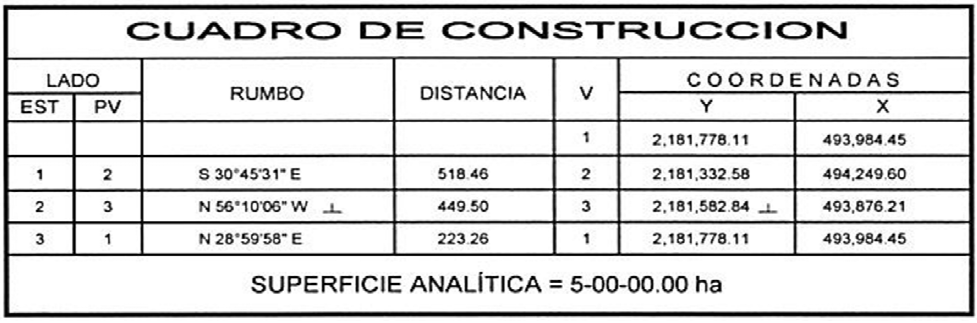 CUADRO DE CONSTRUCCION
LADO RUMBO DISTANCIA V COORDENADAS
EST PV Y X
1 2,181,778.11 493,984.45
1 2 S 30°45'31" E 518.46 2 2,181,332.58 494,249.60
2 3 N 56°10'06" W 449.50 3 2,181,582.84 493,876.21
3 1 N 28°59'58" E 223.26 1 2,181,778.11 493,984.45
SUPERFICIE ANALÍTICA = 5-00-00.00 ha